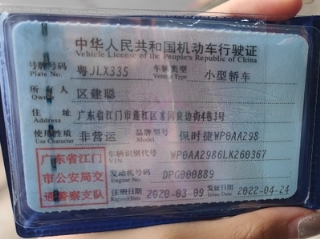 中华人民共和国机动车行驶证
Vehicle License of the People's Republic of China
号牌号码 粤JLX335 车辆类型 小型轿车
Plate No. Vehicle Type
所有人 区建聪
Owner
住址
Address 广东省江门市蓬江区良边街4巷3号
使用性质 非营运 品牌型号 保时捷WP0AA298
Use Character Model
广东省江门
市公安局交
通警察支队
车辆识别代号 WP0AA2986LK260367
VIN
发动机号码 DPG000889
Engine No.
注册日期 2020-03-09 发证日期 2022-04-24
Register Date Issue Date